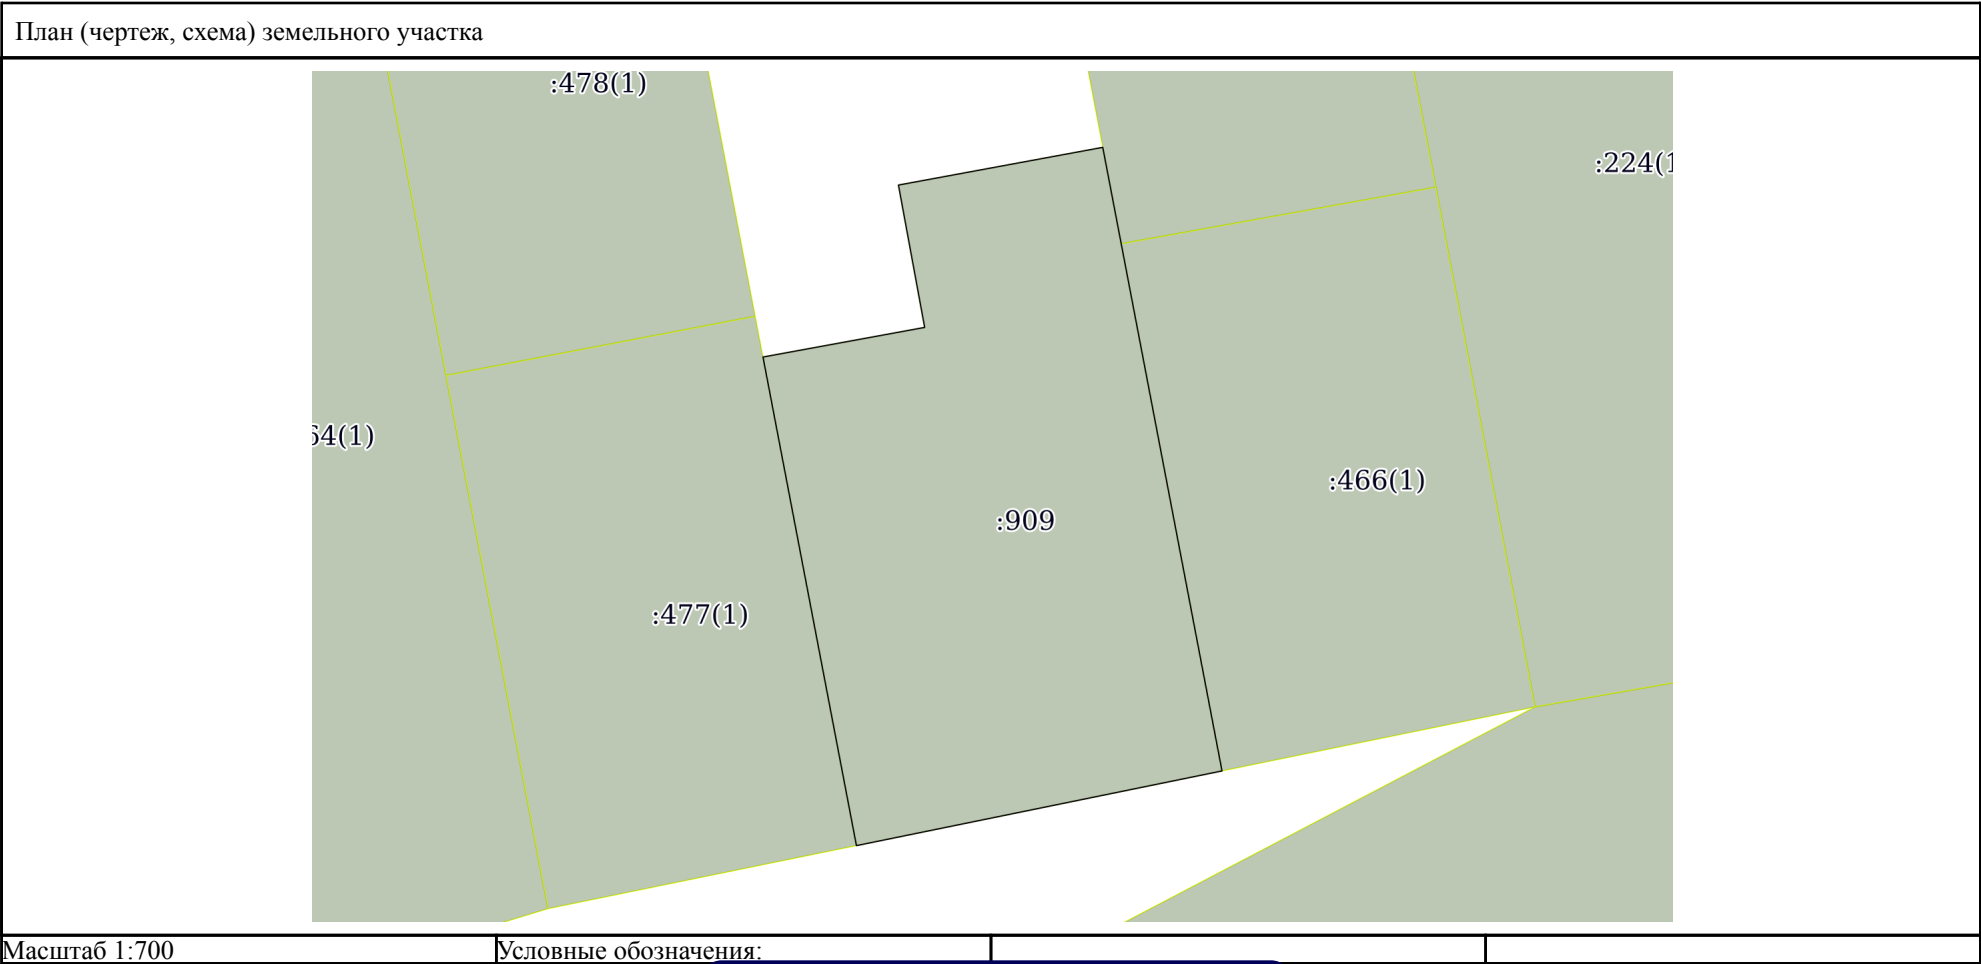 План (чертеж, схема) земельного участка
:478(1)
:224(1
64(1)
:466(1)
:909
:477(1)
Масштаб 1:700
Условные обозначения: